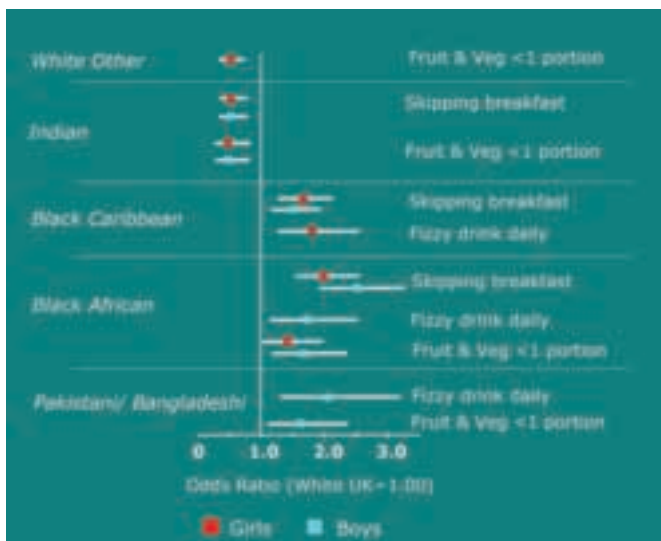 White Other
Fruit & Veg <1 portion
Indian
Skipping breakfast
Fruit & Veg <1 portion
Black Caribbean
Skipping breakfast
Fizzy drink daily
Black African
Skipping breakfast
Fizzy drink daily
Fruit & Veg <1 portion
Pakistani/ Bangladeshi
Fizzy drink daily
Fruit & Veg <1 portion
0 1.0 2.0 3.0
Odds Ratio (White UK=1.00)
Girls Boys